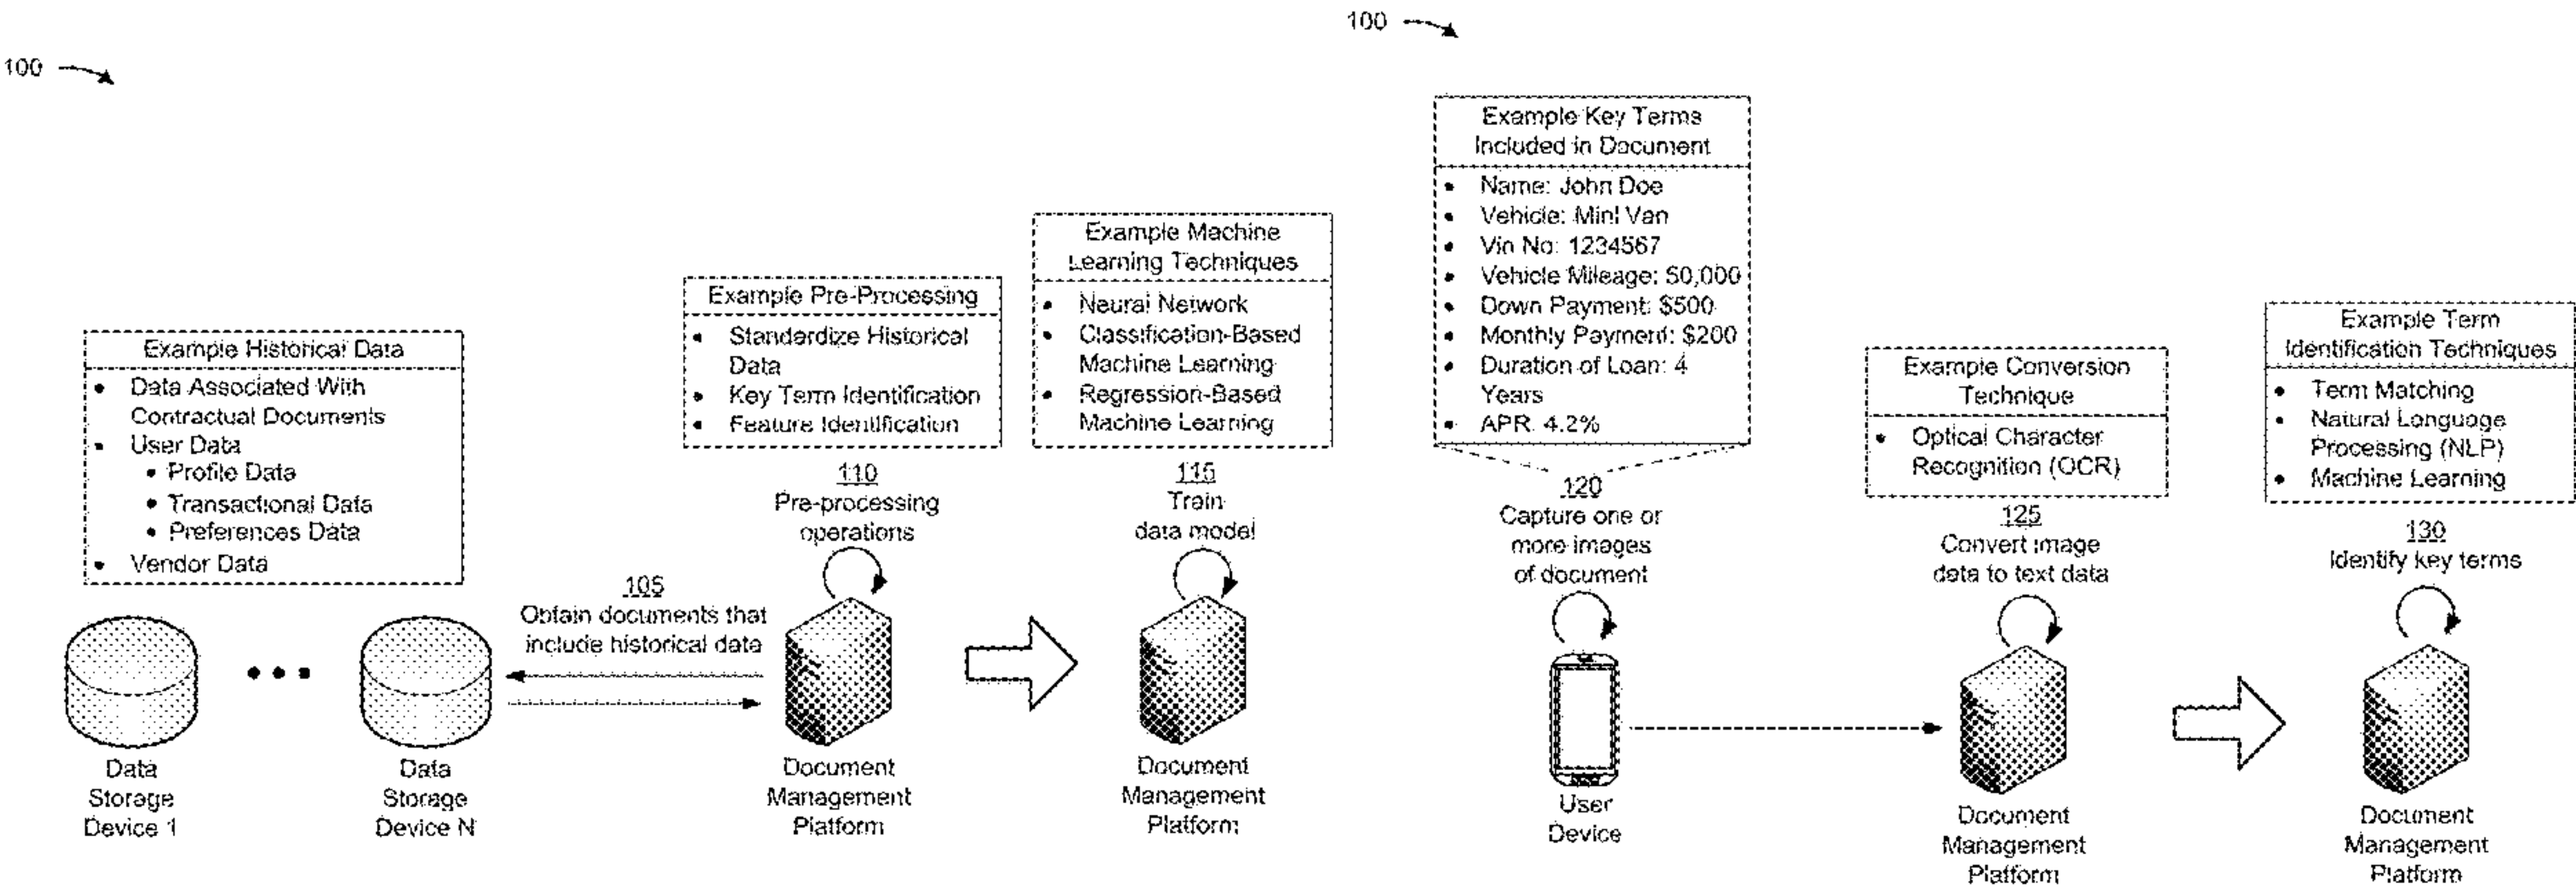 100
Example Historical Data
• Data Associated With
Contractual Documents
• User Data
• Profile Data
• Transactional Data
• Preferences Data
• Vendor Data
Data
Storage
Device 1
Data
Storage
Device N
105
Obtain documents that
include historical data
Example Pre-Processing
• Standardize Historical
Data
• Key Term Identification
• Feature Identification
110
Pre-processing
operations
Document
Management
Platform
Example Machine
Learning Techniques
• Neural Network
• Classification-Based
Machine Learning
• Regression-Based
Machine Learning
115
Train
data model
Document
Management
Platform
100
Example Key Terms
Included in Document
• Name: John Doe
• Vehicle: Mini Van
• Vin No: 1234567
• Vehicle Mileage: 50,000
• Down Payment: $500
• Monthly Payment: $200
• Duration of Loan: 4
Years
• APR: 4.2%
120
Capture one or
more images
of document
User
Device
Example Conversion
Technique
• Optical Character
Recognition (OCR)
125
Convert image
data to text data
Document
Management
Platform
Example Term
Identification Techniques
• Term Matching
• Natural Language
Processing (NLP)
• Machine Learning
130
Identify key terms
Document
Management
Platform